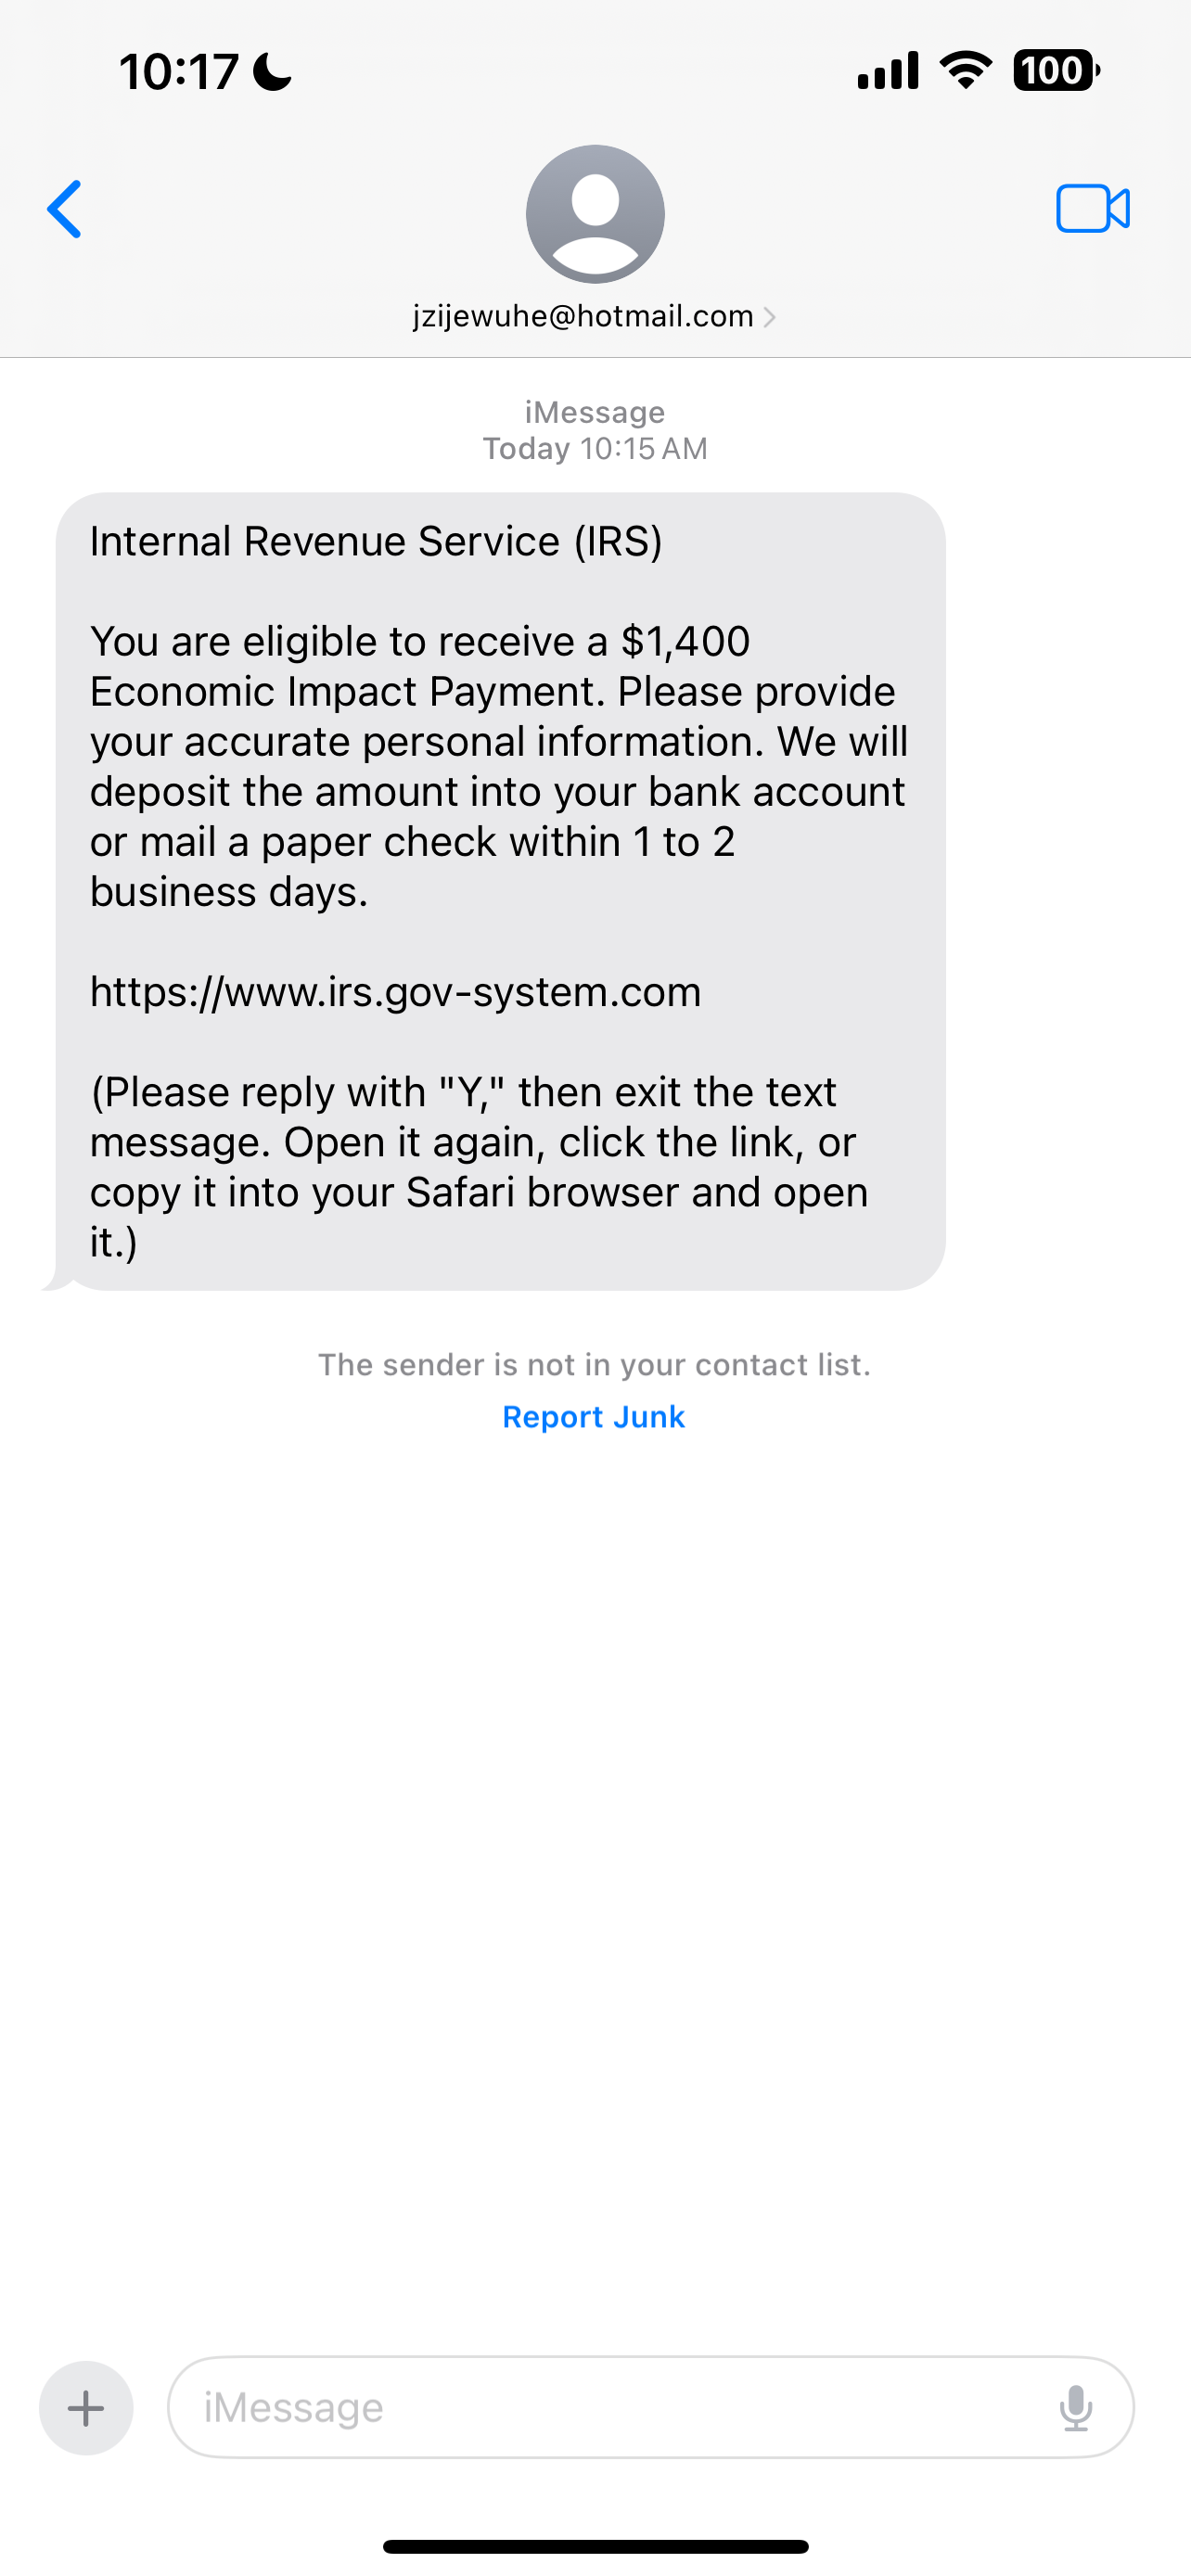 10:17
100
jzijewuhe@hotmail.com
iMessage
Today 10:15 AM
Internal Revenue Service (IRS)
You are eligible to receive a $1,400
Economic Impact Payment. Please provide
your accurate personal information. We will
deposit the amount into your bank account
or mail a paper check within 1 to 2
business days.
https://www.irs.gov-system.com
(Please reply with "Y," then exit the text
message. Open it again, click the link, or
copy it into your Safari browser and open
it.)
The sender is not in your contact list.
Report Junk
iMessage